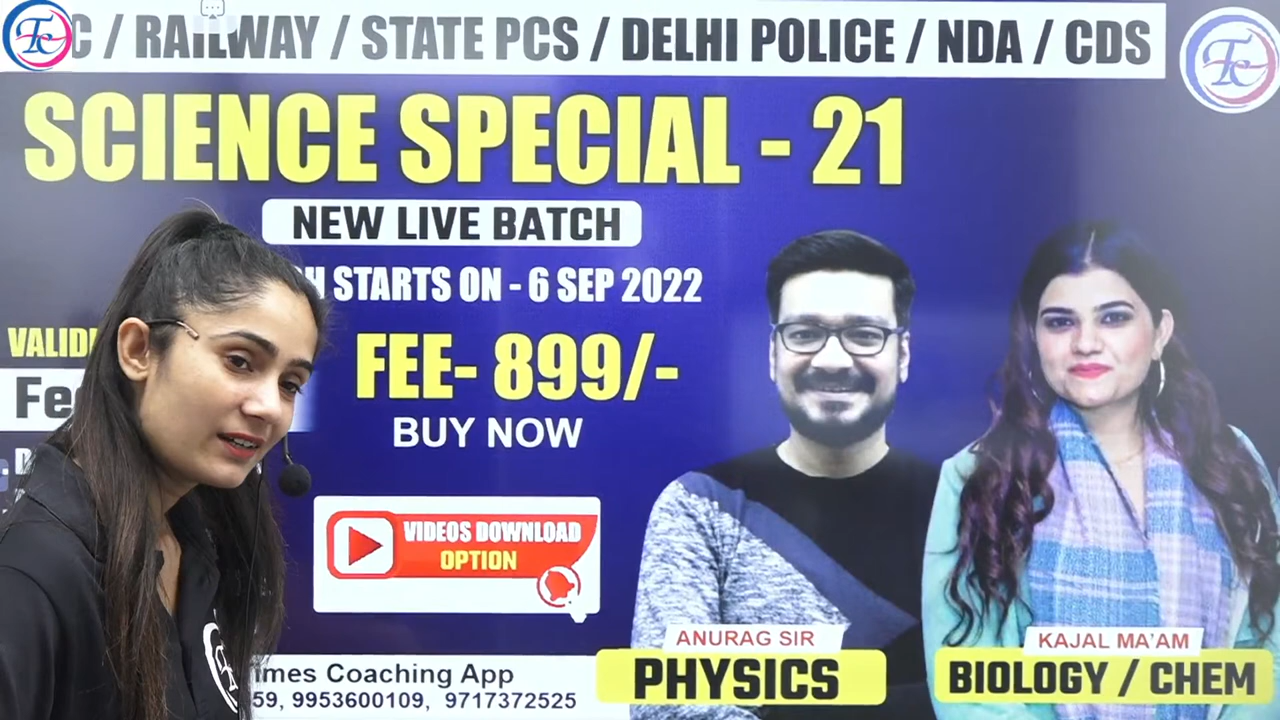 C / RAILWAY / STATE PCS / DELHI POLICE / NDA / CDS
SCIENCE SPECIAL - 21
NEW LIVE BATCH
STARTS ON - 6 SEP 2022
FEE- 899/-
BUY NOW
VIDEOS DOWNLOAD
OPTION
ANURAG SIR
PHYSICS
KAJAL MA'AM
BIOLOGY / CHEM
imes Coaching App
59, 9953600109, 9717372525